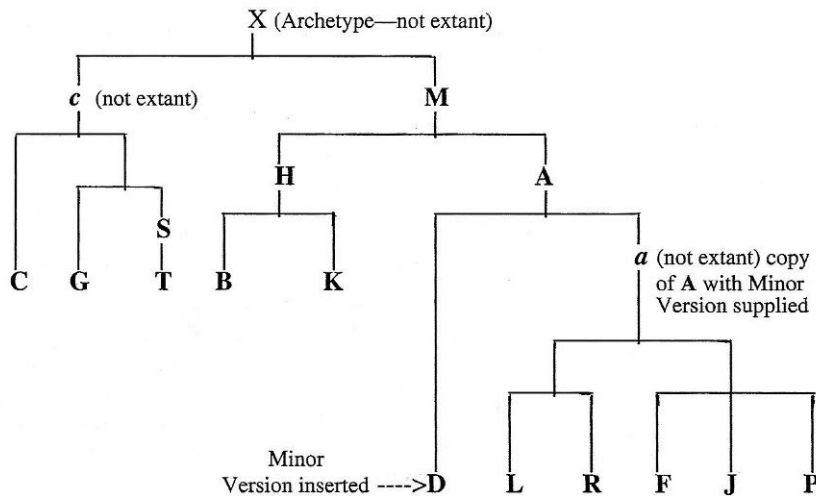 X (Archetype—not extant)
c (not extant)
M
H
A
S
C
G
T
B
K
a (not extant) copy
of A with Minor
Version supplied
Minor
Version inserted ---->D
L
R
F
J
P